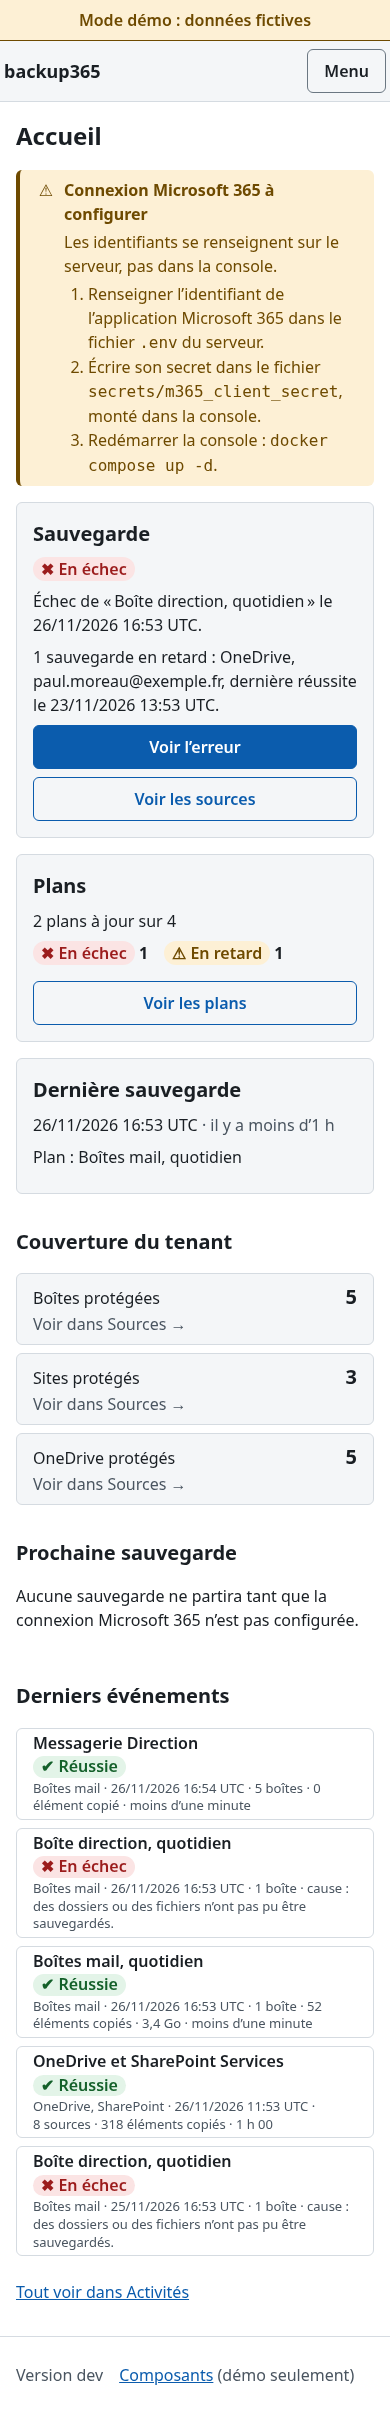 Mode démo : données fictives
backup365
Menu
Accueil
⚠ Connexion Microsoft 365 à
configurer
Les identifiants se renseignent sur le
serveur, pas dans la console.
1. Renseigner l’identifiant de
l’application Microsoft 365 dans le
fichier .env du serveur.
2. Écrire son secret dans le fichier
secrets/m365_client_secret,
monté dans la console.
3. Redémarrer la console : docker
compose up -d.
Sauvegarde
✖ En échec
Échec de « Boîte direction, quotidien » le
26/11/2026 16:53 UTC.
1 sauvegarde en retard : OneDrive,
paul.moreau@exemple.fr, dernière réussite
le 23/11/2026 13:53 UTC.
Voir l’erreur
Voir les sources
Plans
2 plans à jour sur 4
✖ En échec 1 ⚠ En retard 1
Voir les plans
Dernière sauvegarde
26/11/2026 16:53 UTC · il y a moins d’1 h
Plan : Boîtes mail, quotidien
Couverture du tenant
Boîtes protégées 5
Voir dans Sources →
Sites protégés 3
Voir dans Sources →
OneDrive protégés 5
Voir dans Sources →
Prochaine sauvegarde
Aucune sauvegarde ne partira tant que la
connexion Microsoft 365 n’est pas configurée.
Derniers événements
Messagerie Direction
✔ Réussie
Boîtes mail · 26/11/2026 16:54 UTC · 5 boîtes · 0
élément copié · moins d’une minute
Boîte direction, quotidien
✖ En échec
Boîtes mail · 26/11/2026 16:53 UTC · 1 boîte · cause :
des dossiers ou des fichiers n’ont pas pu être
sauvegardés.
Boîtes mail, quotidien
✔ Réussie
Boîtes mail · 26/11/2026 16:53 UTC · 1 boîte · 52
éléments copiés · 3,4 Go · moins d’une minute
OneDrive et SharePoint Services
✔ Réussie
OneDrive, SharePoint · 26/11/2026 11:53 UTC ·
8 sources · 318 éléments copiés · 1 h 00
Boîte direction, quotidien
✖ En échec
Boîtes mail · 25/11/2026 16:53 UTC · 1 boîte · cause :
des dossiers ou des fichiers n’ont pas pu être
sauvegardés.
Tout voir dans Activités
Version dev Composants (démo seulement)